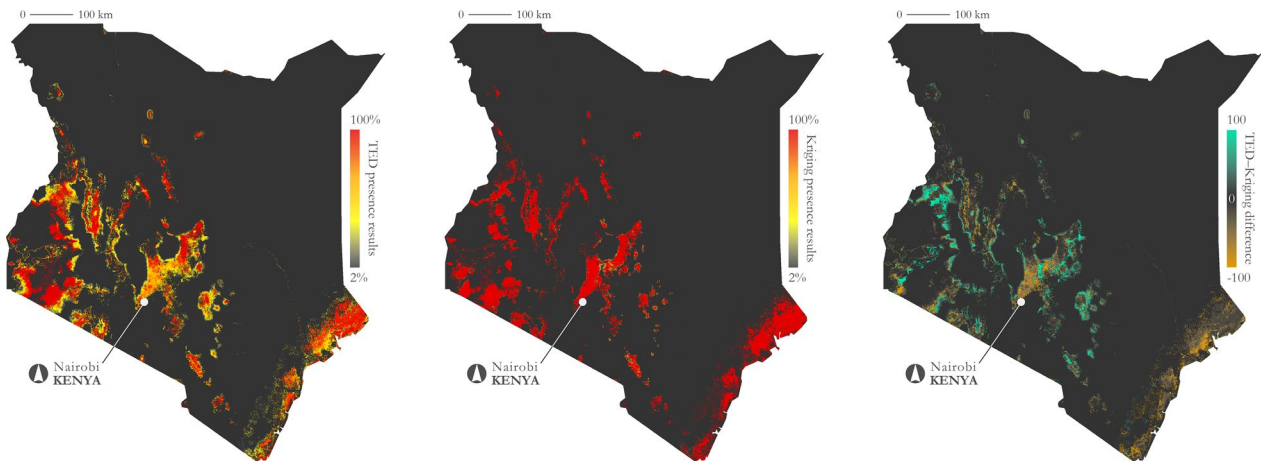 0 100 km
100%
TED presence results
2%
Nairobi
KENYA
0 100 km
100%
Kriging presence results
2%
Nairobi
KENYA
0 100 km
100
TED–Kriging difference
0
-100
Nairobi
KENYA